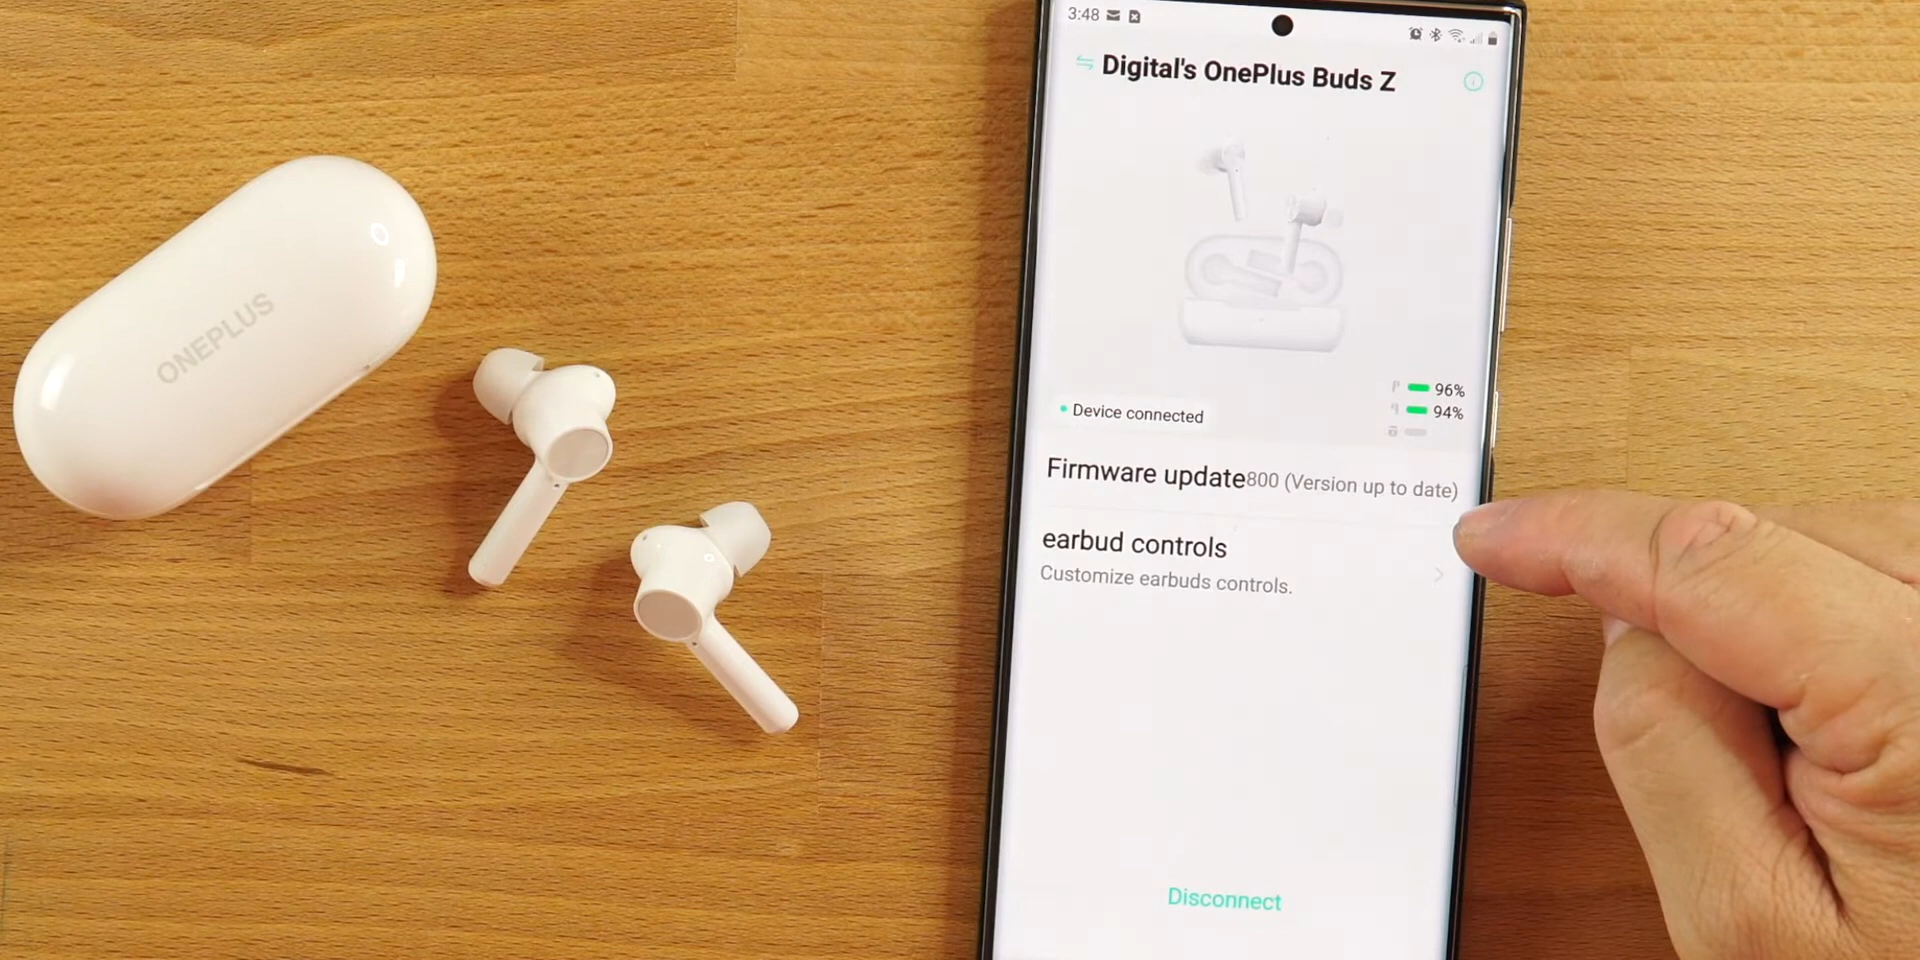 ONEPLUS
3:48
Digital's OnePlus Buds Z
96%
94%
Device connected
Firmware update800 (Version up to date)
earbud controls
Customize earbuds controls.
Disconnect